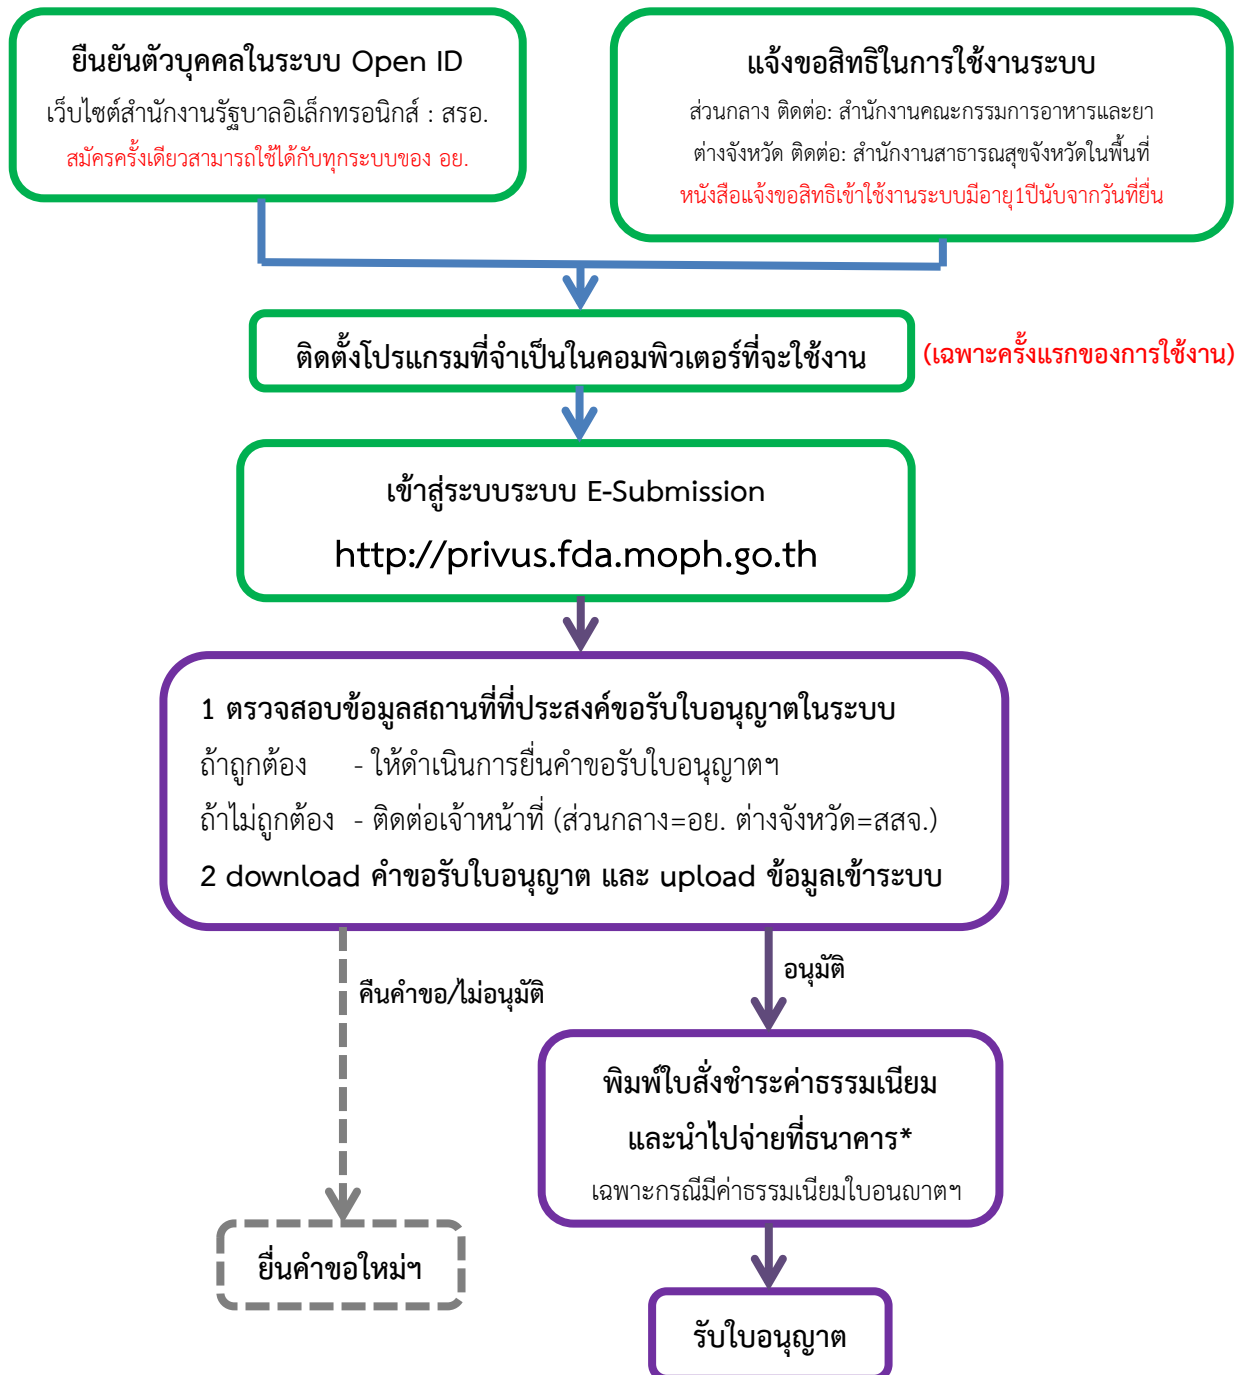 ยืนยันตัวบุคคลในระบบ Open ID
เว็บไซต์สำนักงานรัฐบาลอิเล็กทรอนิกส์ : สรอ.
สมัครครั้งเดียวสามารถใช้ได้กับทุกระบบของ อย.
แจ้งขอสิทธิในการใช้งานระบบ
ส่วนกลาง ติดต่อ: สำนักงานคณะกรรมการอาหารและยา
ต่างจังหวัด ติดต่อ: สำนักงานสาธารณสุขจังหวัดในพื้นที่
หนังสือแจ้งขอสิทธิเข้าใช้งานระบบมีอายุ1ปีนับจากวันที่ยื่น
ติดตั้งโปรแกรมที่จำเป็นในคอมพิวเตอร์ที่จะใช้งาน
(เฉพาะครั้งแรกของการใช้งาน)
เข้าสู่ระบบระบบ E-Submission
http://privus.fda.moph.go.th
1 ตรวจสอบข้อมูลสถานที่ที่ประสงค์ขอรับใบอนุญาตในระบบ
ถ้าถูกต้อง - ให้ดำเนินการยื่นคำขอรับใบอนุญาตฯ
ถ้าไม่ถูกต้อง - ติดต่อเจ้าหน้าที่ (ส่วนกลาง=อย. ต่างจังหวัด=สสจ.)
2 download คำขอรับใบอนุญาต และ upload ข้อมูลเข้าระบบ
คืนคำขอ/ไม่อนุมัติ
อนุมัติ
พิมพ์ใบสั่งชำระค่าธรรมเนียม
และนำไปจ่ายที่ธนาคาร*
เฉพาะกรณีมีค่าธรรมเนียมใบอนญาตฯ
ยื่นคำขอใหม่ฯ
รับใบอนุญาต